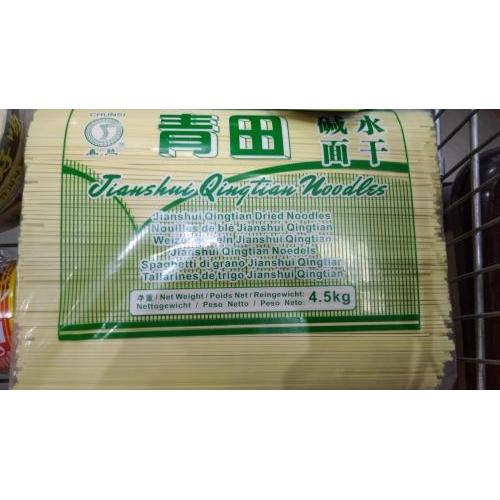 CHUNSI
春丝
青田
碱水
面干
Jianshui Qingtian Noodles
Jianshui Qingtian Dried Noodles
Nouilles de blé Jianshui Qingtian
Jianshui Qingtian Noedels
Spaghetti di grano Jianshui Qingtian
Tallarines de trigo Jianshui Qingtian
净重/Net Weight/Poids Net/Reingewicht: 4.5kg
Nettogewicht / Peso Netto / Peso Neto: